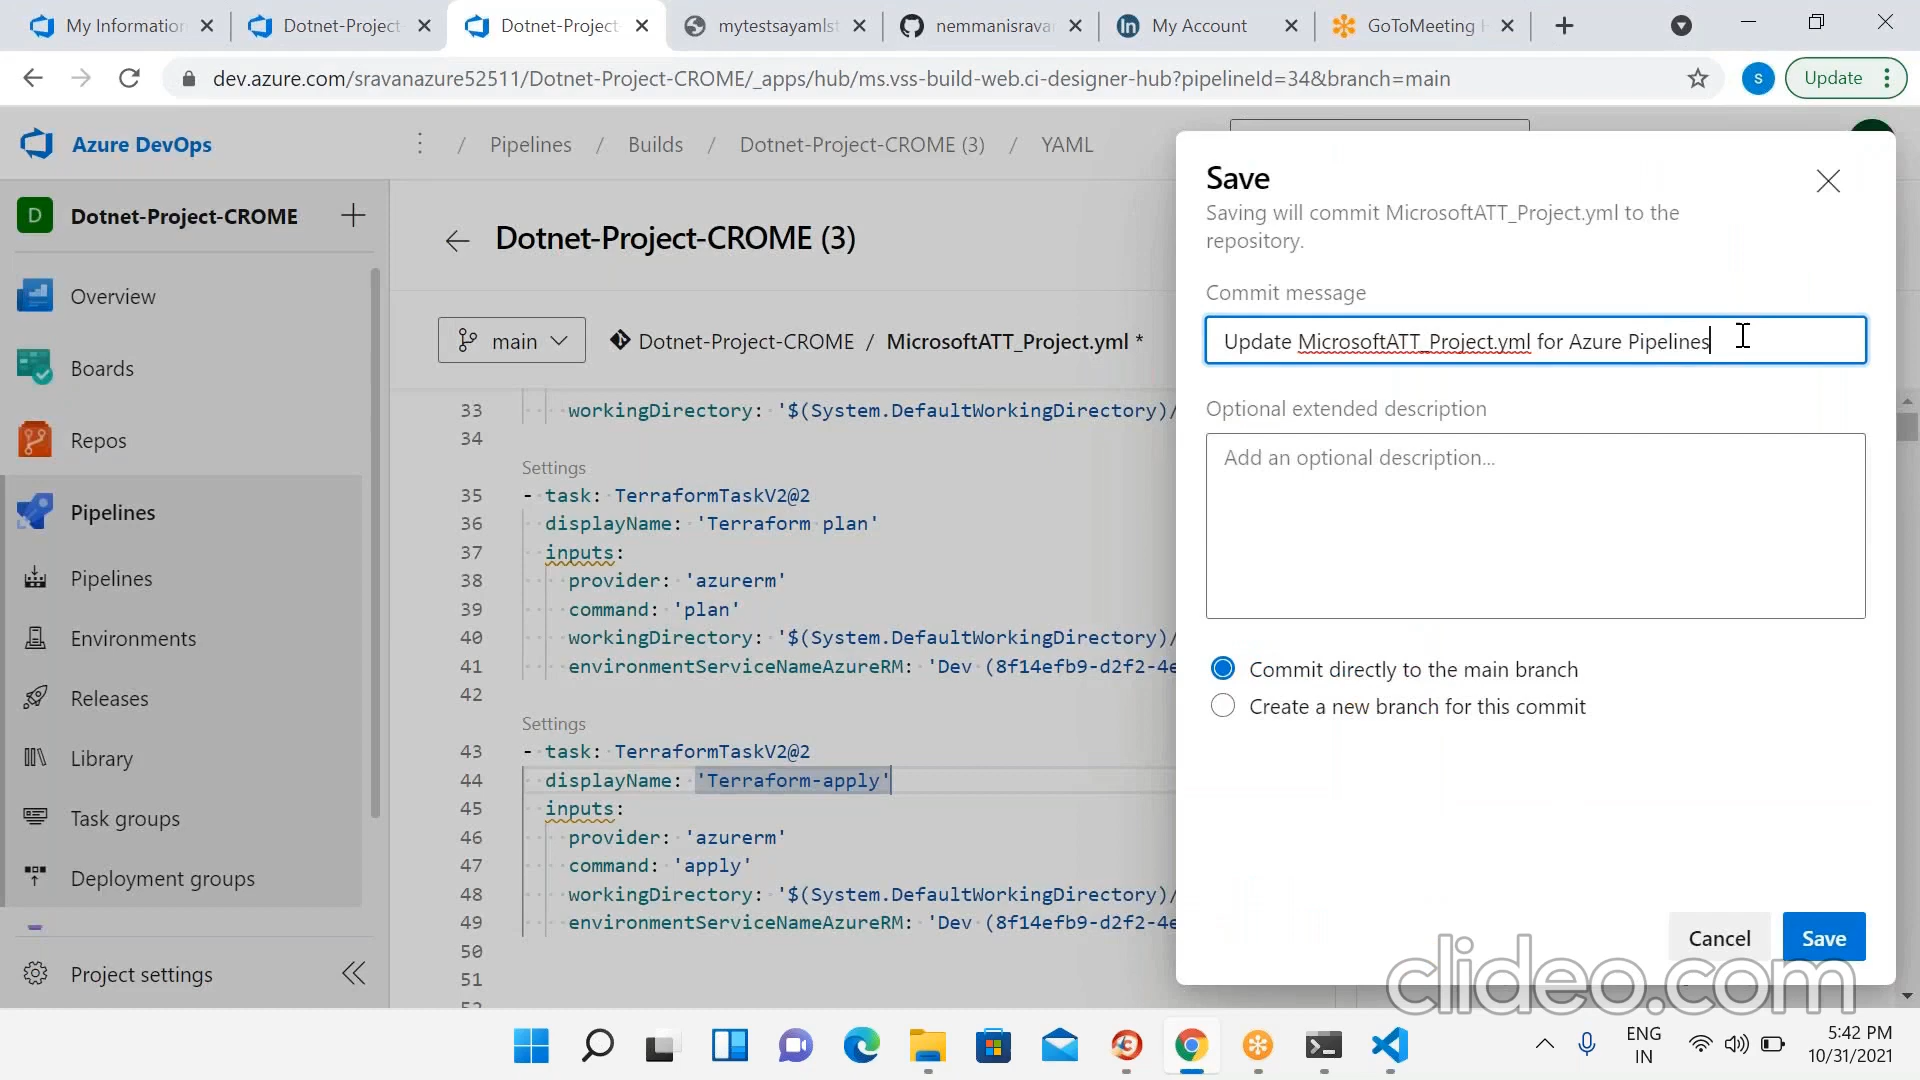 My Information
Dotnet-Project
Dotnet-Project
mytestsayamlst
nemmanisravan
My Account
GoToMeeting
dev.azure.com/sravanazure52511/Dotnet-Project-CROME/_apps/hub/ms.vss-build-web.ci-designer-hub?pipelineId=34&branch=main
s
Update
Azure DevOps
/ Pipelines / Builds / Dotnet-Project-CROME (3) / YAML
D Dotnet-Project-CROME
Overview
Boards
Repos
Pipelines
Pipelines
Environments
Releases
Library
Task groups
Deployment groups
Project settings
Dotnet-Project-CROME (3)
main
Dotnet-Project-CROME / MicrosoftATT_Project.yml *
33 workingDirectory: '$(System.DefaultWorkingDirectory)/
34
Settings
35 - task: TerraformTaskV2@2
36 displayName: 'Terraform plan'
37 inputs:
38 provider: 'azurerm'
39 command: 'plan'
40 workingDirectory: '$(System.DefaultWorkingDirectory)/
41 environmentServiceNameAzureRM: 'Dev (8f14efb9-d2f2-4e
42
Settings
43 - task: TerraformTaskV2@2
44 displayName: 'Terraform-apply'
45 inputs:
46 provider: 'azurerm'
47 command: 'apply'
48 workingDirectory: '$(System.DefaultWorkingDirectory)/
49 environmentServiceNameAzureRM: 'Dev (8f14efb9-d2f2-4e
50
51
Save
Saving will commit MicrosoftATT_Project.yml to the
repository.
Commit message
Update MicrosoftATT_Project.yml for Azure Pipelines
Optional extended description
Add an optional description...
Commit directly to the main branch
Create a new branch for this commit
Cancel
Save
clideo.com
ENG
IN
5:42 PM
10/31/2021